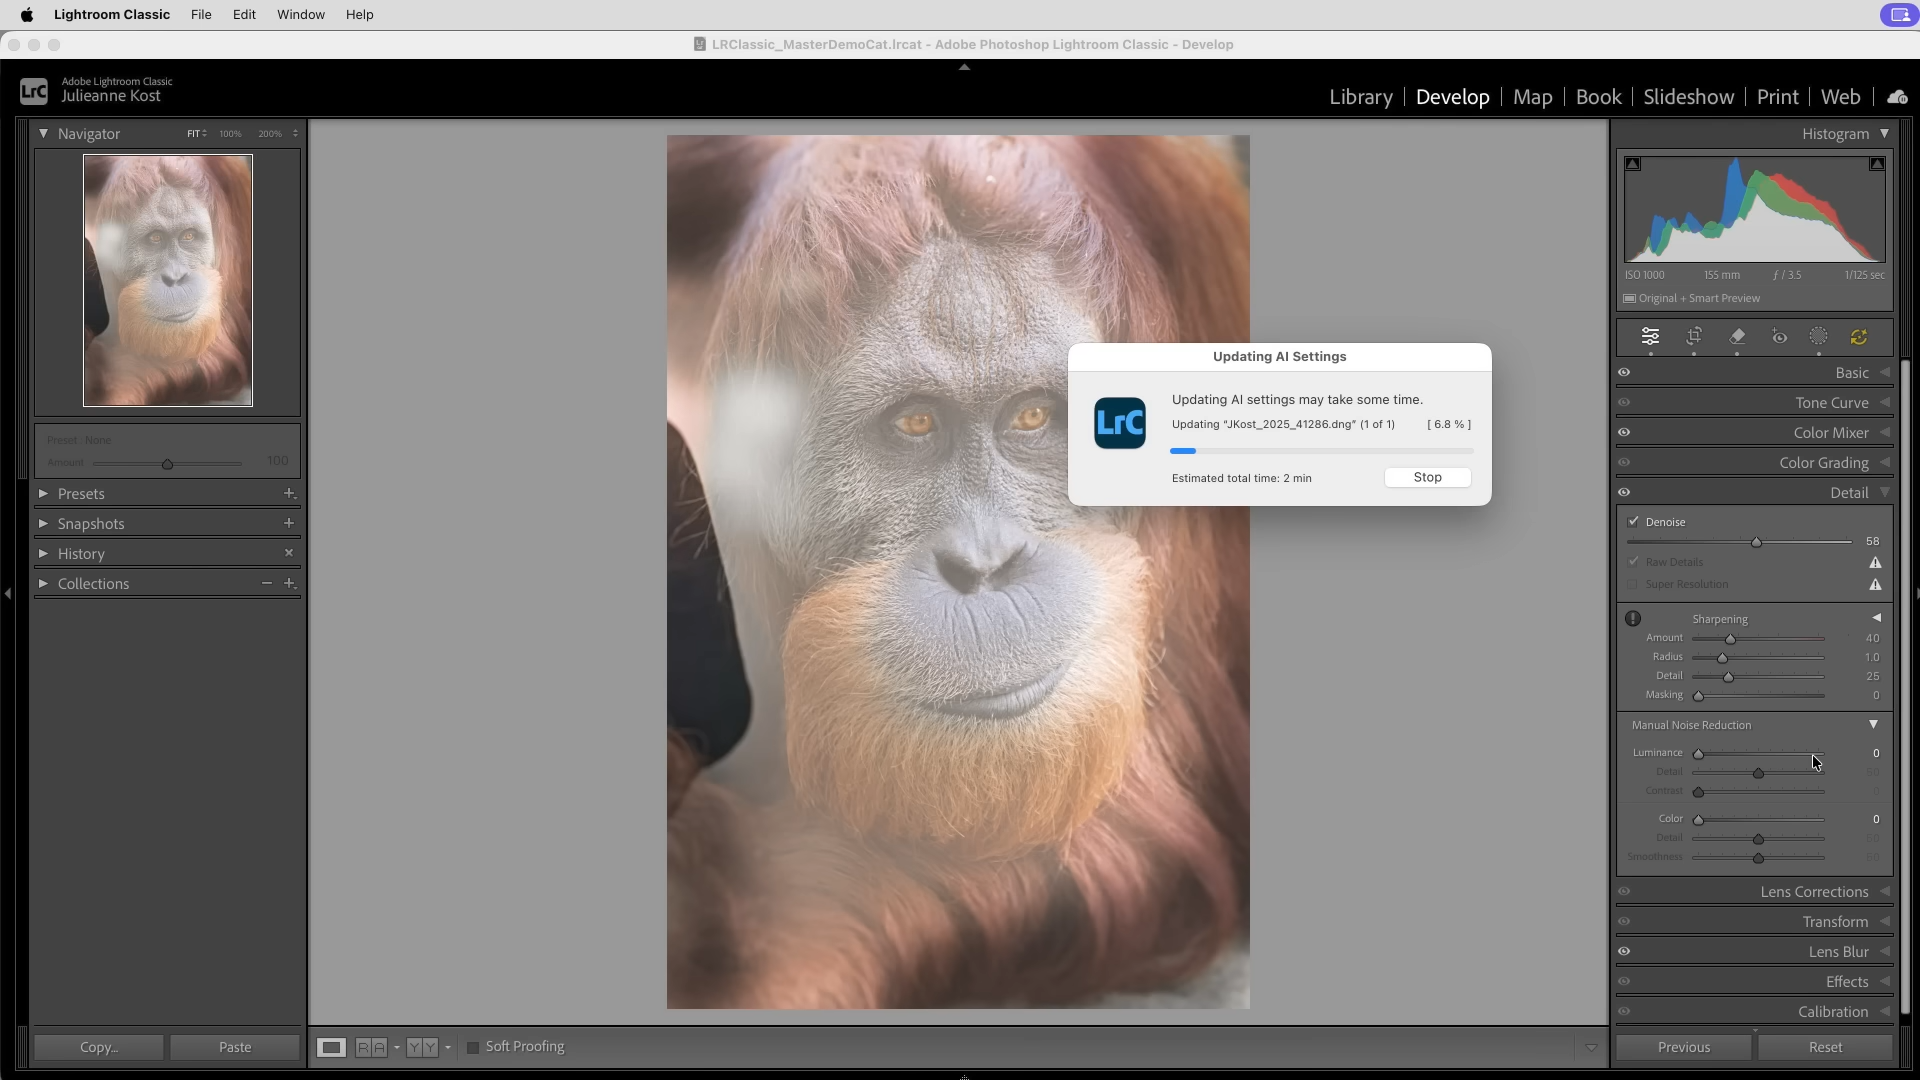 Lightroom Classic File Edit Window Help
LRClassic_MasterDemoCat.lrcat - Adobe Photoshop Lightroom Classic - Develop
LrC
Adobe Lightroom Classic
Julieanne Kost
Library | Develop | Map | Book | Slideshow | Print | Web
Navigator FIT 100% 200%
Preset : None
Amount 100
Presets
Snapshots
History
Collections
Copy... Paste
Updating AI Settings
LrC
Updating AI settings may take some time.
Updating “JKost_2025_41286.dng” (1 of 1) [ 6.8 % ]
Estimated total time: 2 min Stop
R A Y Y Soft Proofing
Histogram
ISO 1000 155 mm ƒ / 3.5 1/125 sec
Original + Smart Preview
Basic
Tone Curve
Color Mixer
Color Grading
Detail
Denoise
58
Raw Details
Super Resolution
Sharpening
Amount 40
Radius 1.0
Detail 25
Masking 0
Manual Noise Reduction
Luminance 0
Detail 50
Contrast 0
Color 0
Detail 50
Smoothness 50
Lens Corrections
Transform
Lens Blur
Effects
Calibration
Previous Reset